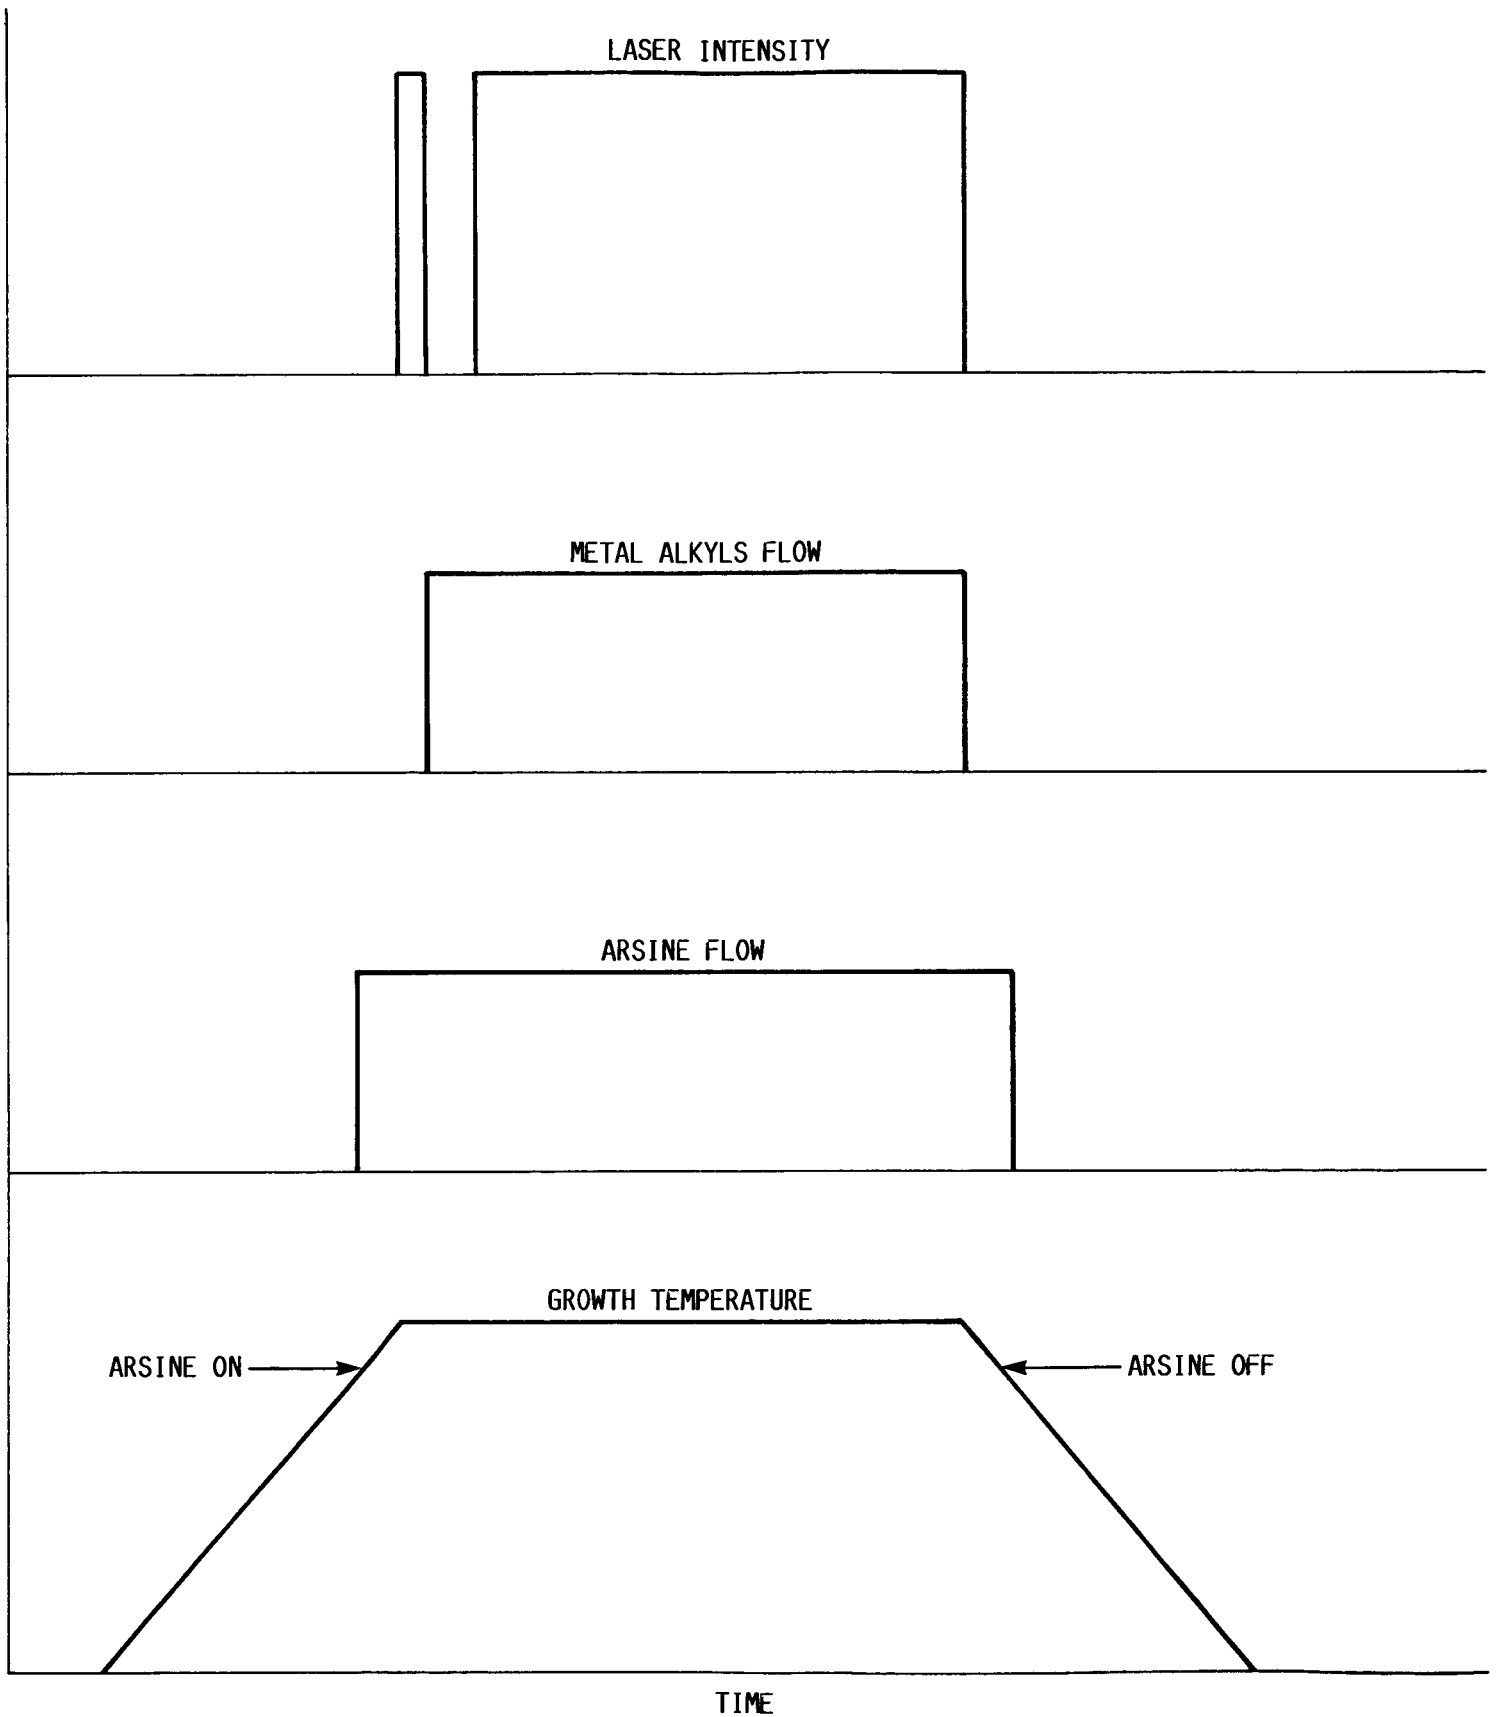 LASER INTENSITY
METAL ALKYLS FLOW
ARSINE FLOW
GROWTH TEMPERATURE
ARSINE ON
ARSINE OFF
TIME